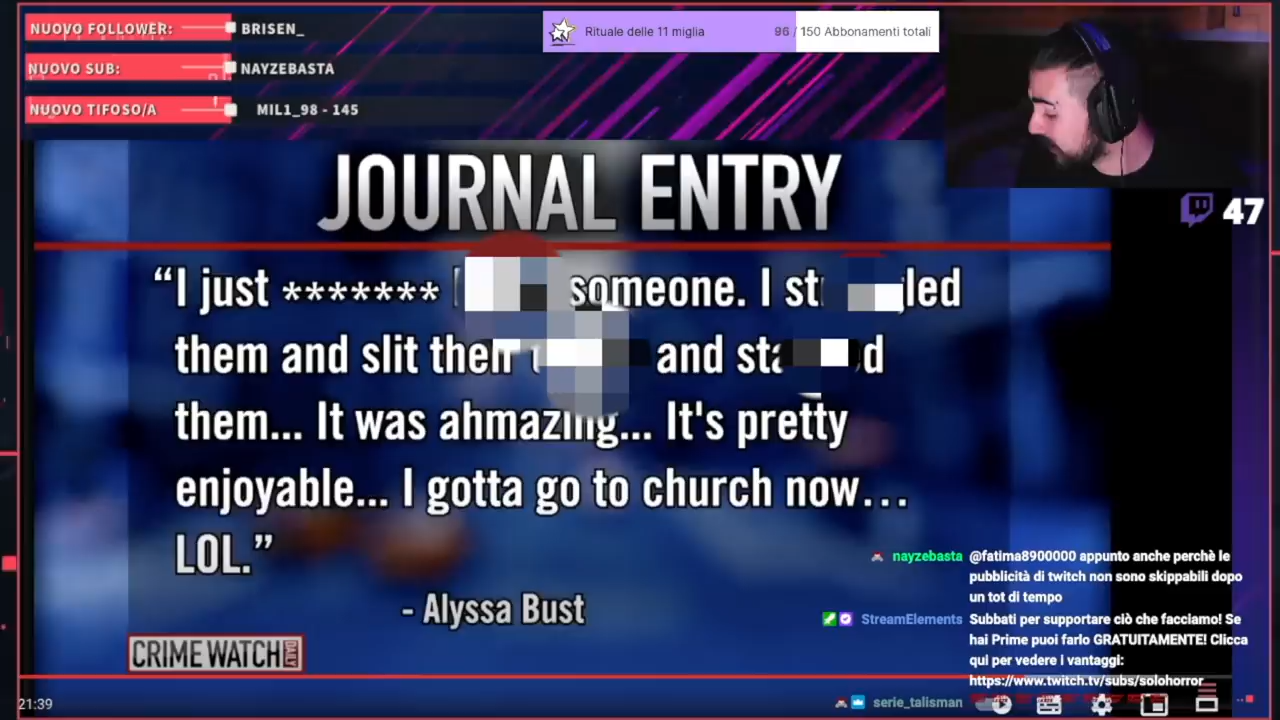 NUOVO FOLLOWER: BRISEN_
NUOVO SUB: NAYZEBASTA
NUOVO TIFOSO/A MIL1_98 - 145
Rituale delle 11 miglia 96 / 150 Abbonamenti totali
47
JOURNAL ENTRY
“I just ******* someone. I
them and slit and
them... It was ahmazing... It's pretty
enjoyable... I gotta go to church now...
LOL.”
- Alyssa Bust
CRIME WATCH DAILY
nayzebasta @fatima8900000 appunto anche perchè le
pubblicità di twitch non sono skippabili dopo
un tot di tempo
StreamElements Subbati per supportare ciò che facciamo! Se
hai Prime puoi farlo GRATUITAMENTE! Clicca
qui per vedere i vantaggi:
https://www.twitch.tv/subs/solohorror
serie_talisman
21:39